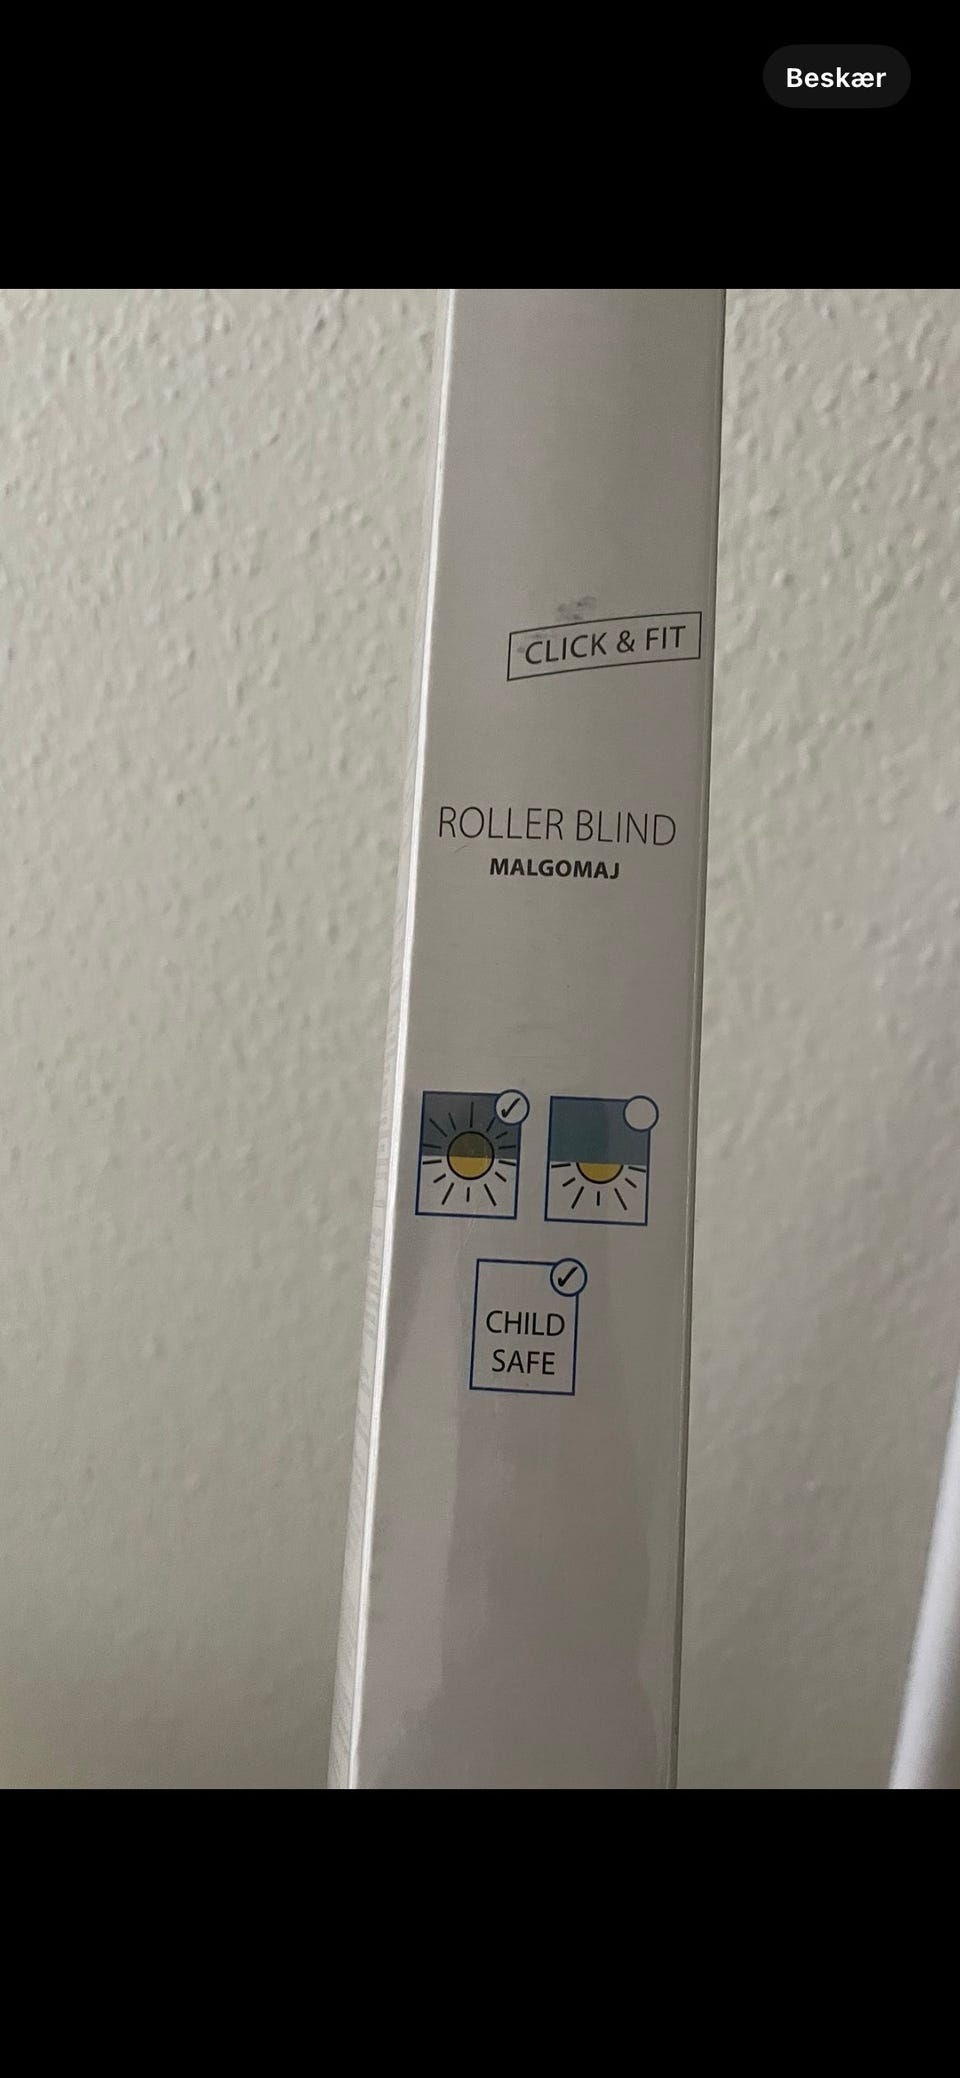 Beskær
CLICK & FIT
ROLLER BLIND
MALGOMAJ
CHILD
SAFE